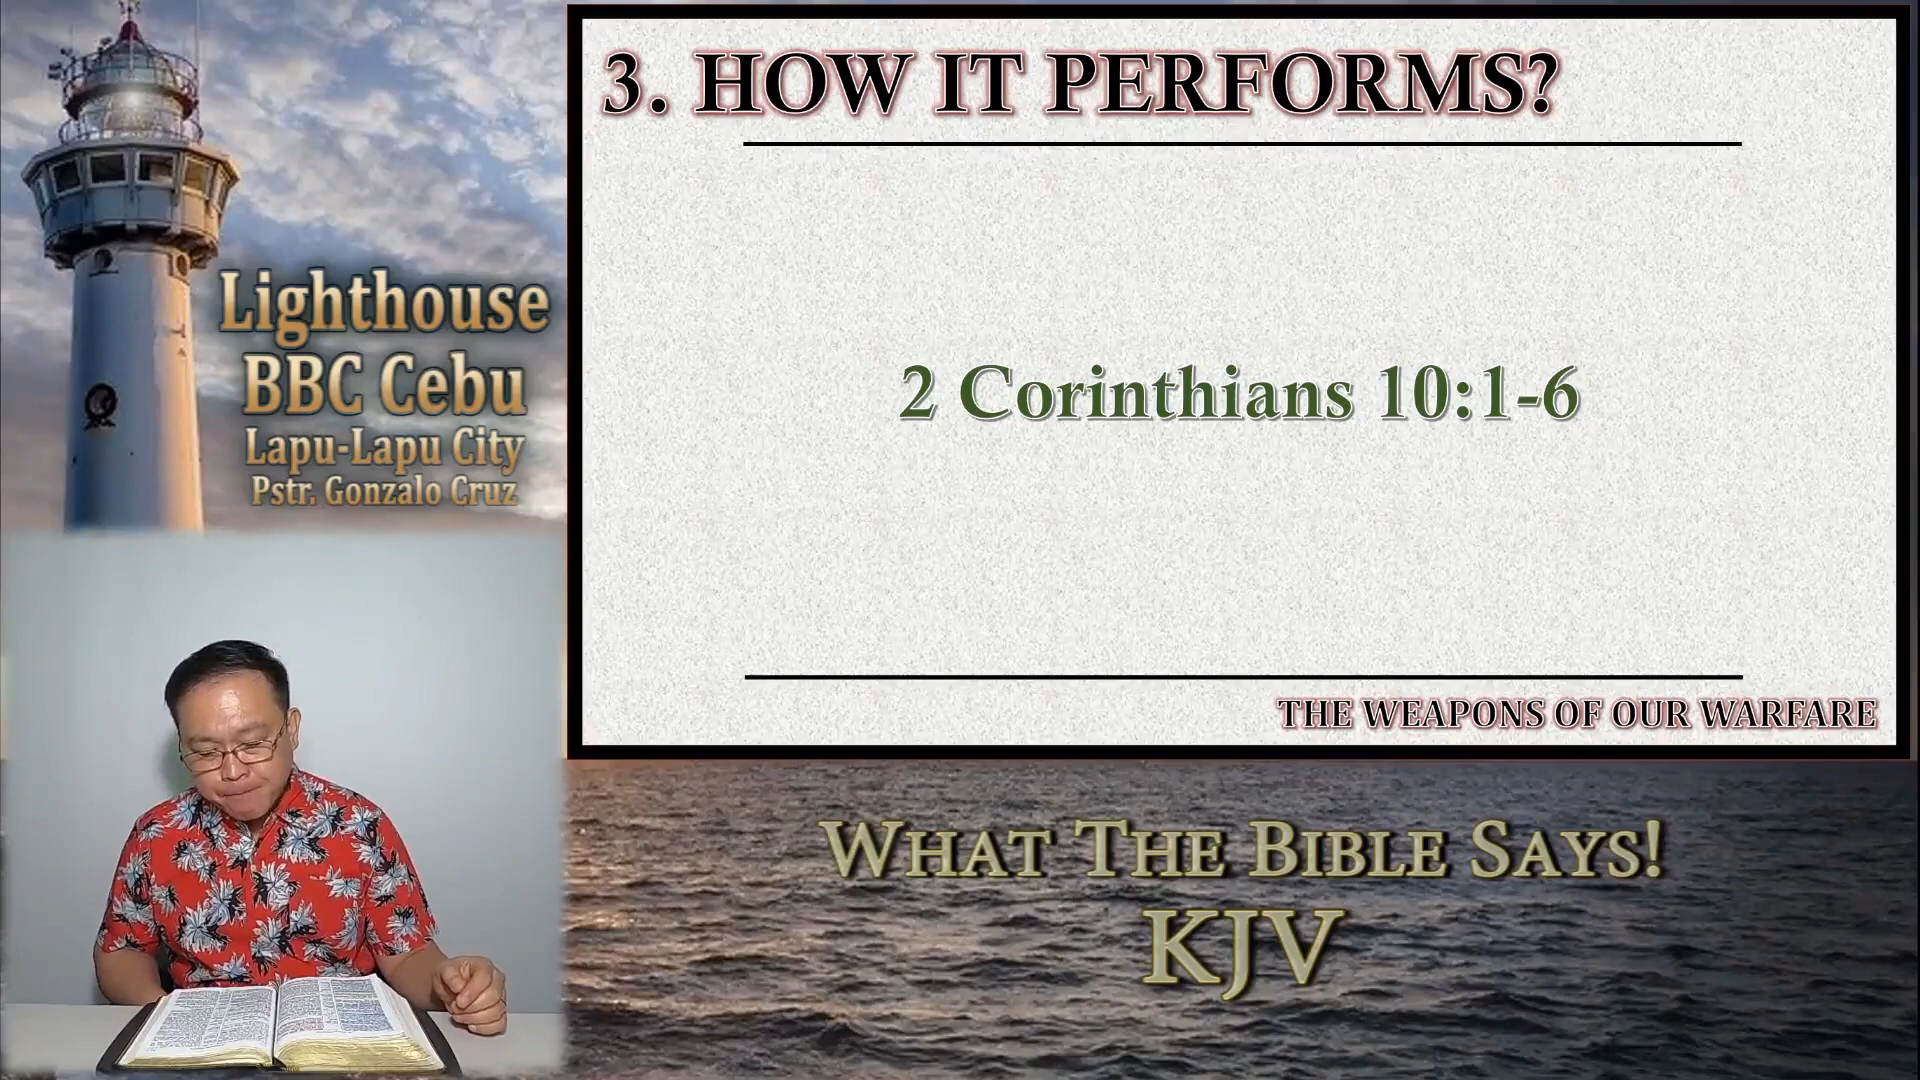 Lighthouse
BBC Cebu
Lapu-Lapu City
Pstr. Gonzalo Cruz
3. HOW IT PERFORMS?
2 Corinthians 10:1-6
THE WEAPONS OF OUR WARFARE
WHAT THE BIBLE SAYS!
KJV